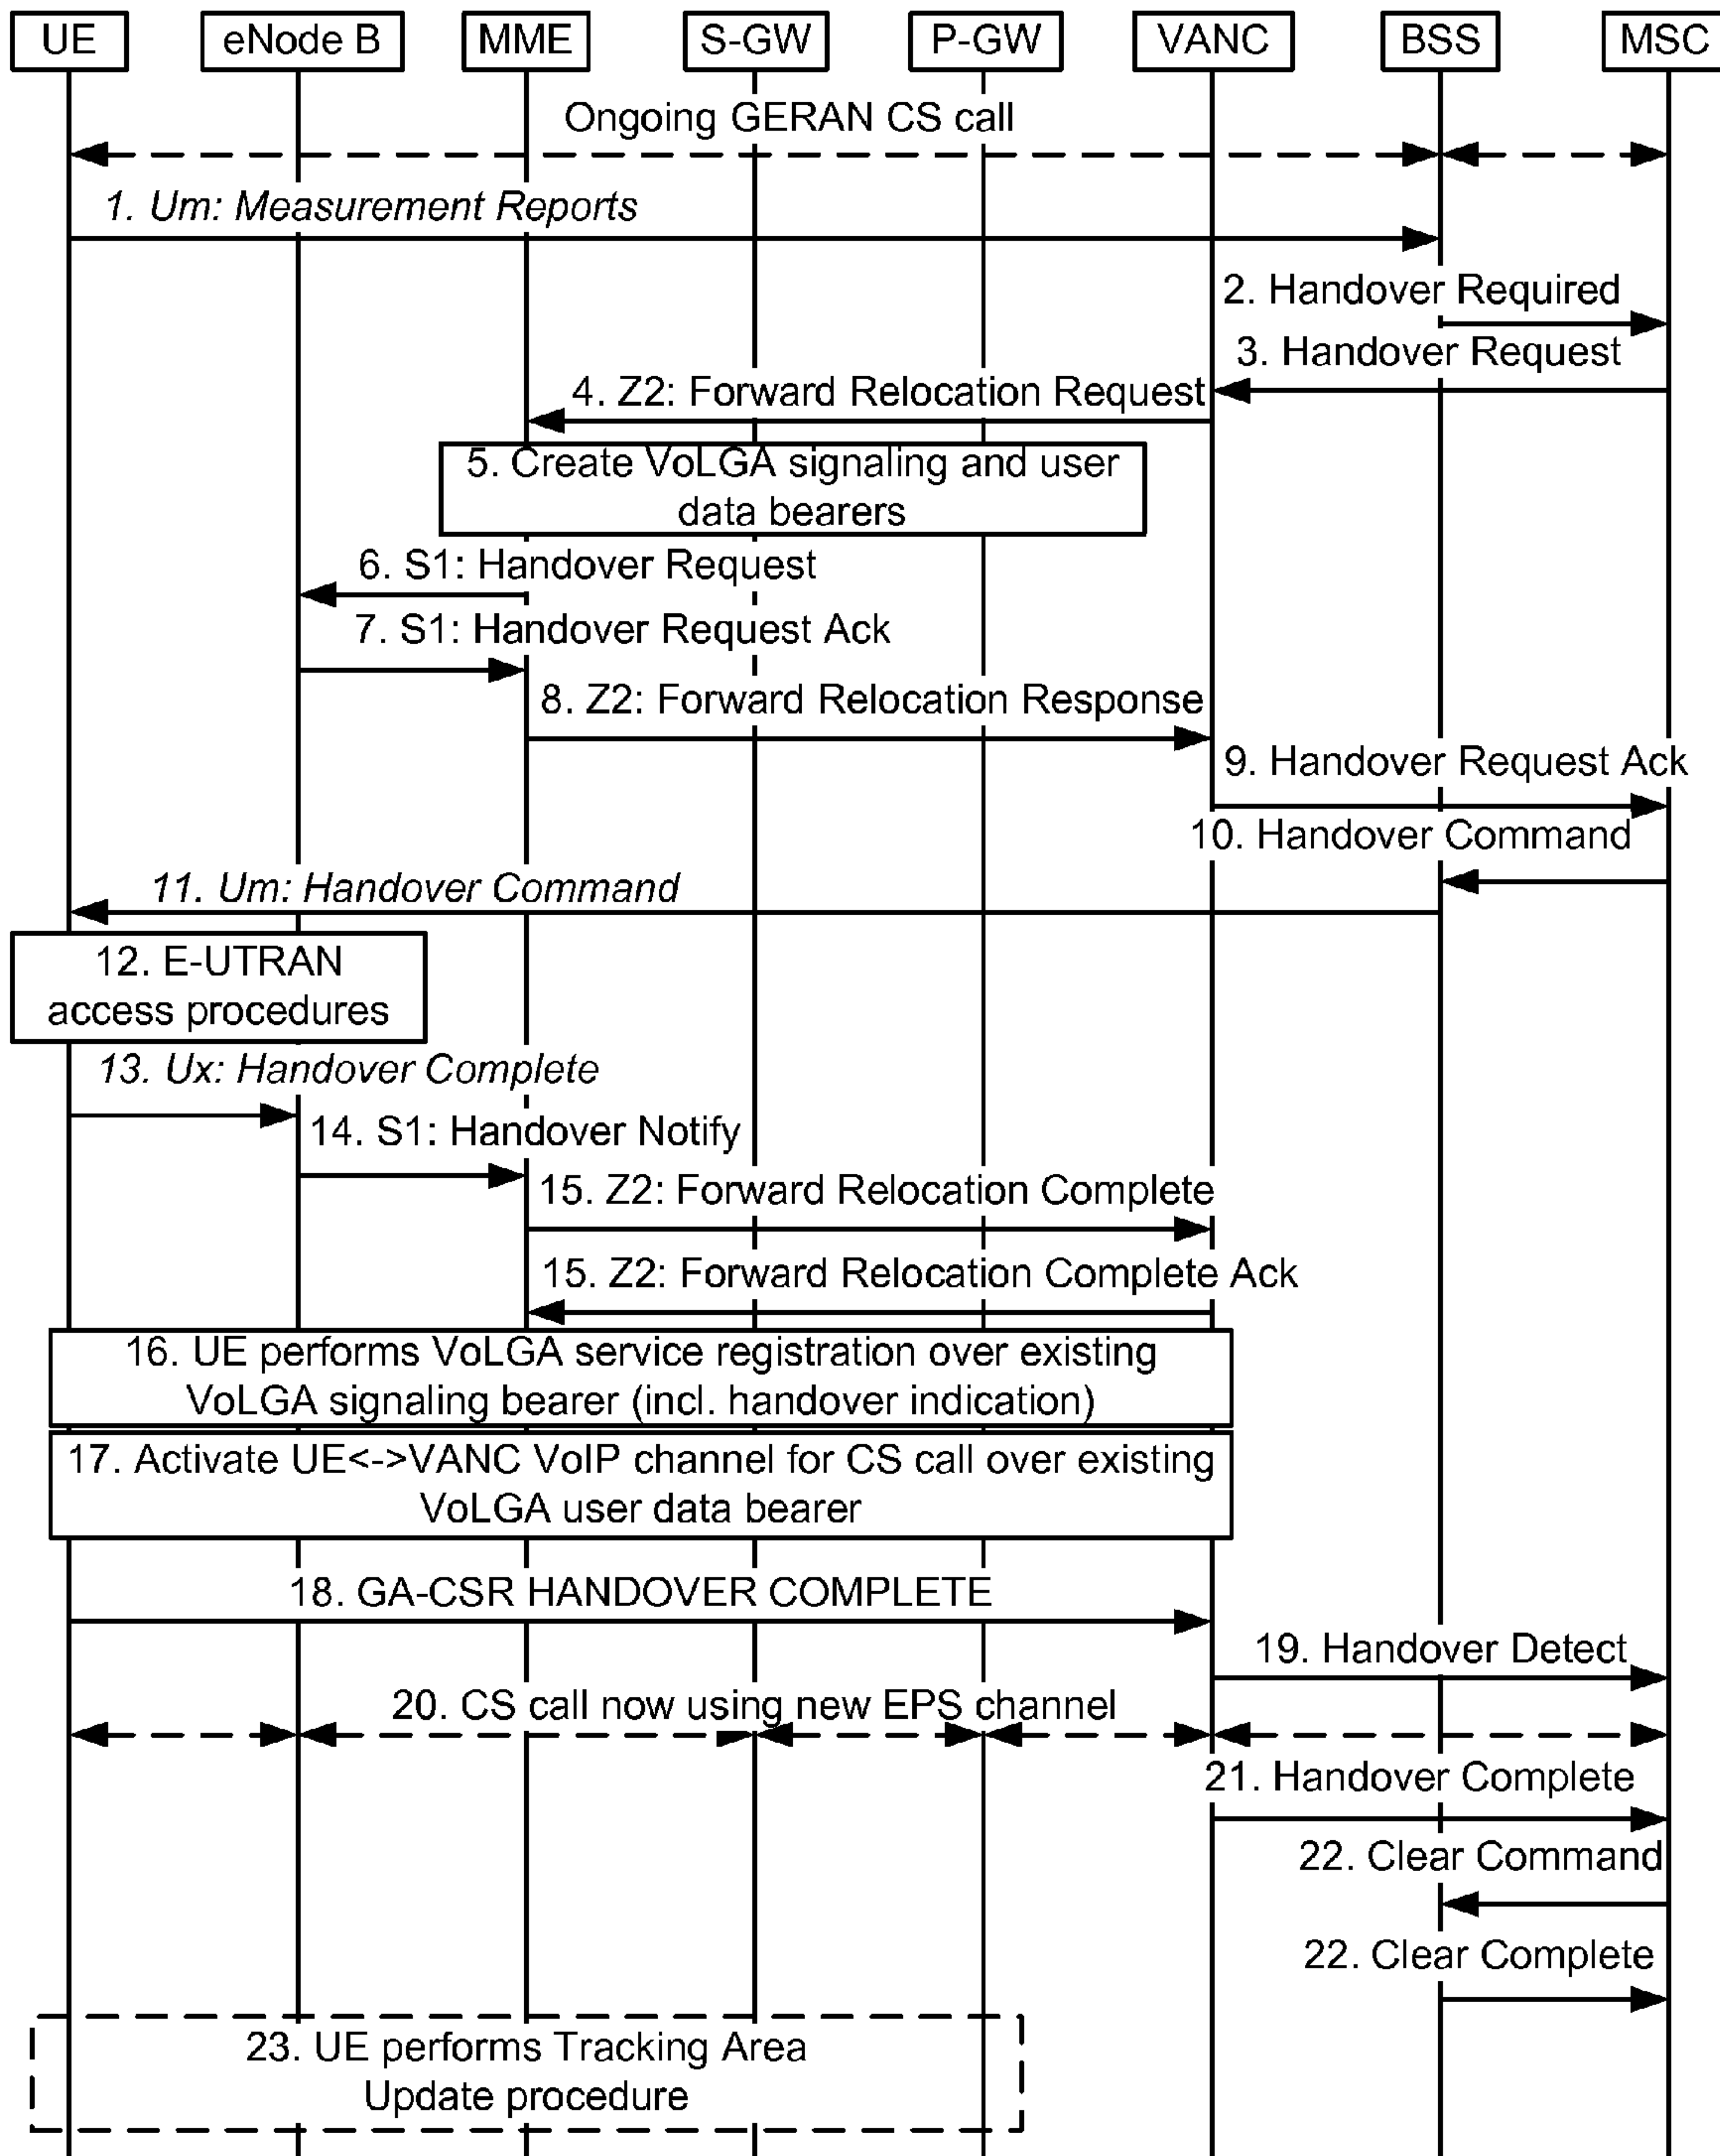 UE
eNode B
MME
S-GW
P-GW
VANC
BSS
MSC
Ongoing GERAN CS call
1. Um: Measurement Reports
2. Handover Required
3. Handover Request
4. Z2: Forward Relocation Request
5. Create VoLGA signaling and user
data bearers
6. S1: Handover Request
7. S1: Handover Request Ack
8. Z2: Forward Relocation Response
9. Handover Request Ack
10. Handover Command
11. Um: Handover Command
12. E-UTRAN
access procedures
13. Ux: Handover Complete
14. S1: Handover Notify
15. Z2: Forward Relocation Complete
15. Z2: Forward Relocation Complete Ack
16. UE performs VoLGA service registration over existing
VoLGA signaling bearer (incl. handover indication)
17. Activate UE<->VANC VoIP channel for CS call over existing
VoLGA user data bearer
18. GA-CSR HANDOVER COMPLETE
19. Handover Detect
20. CS call now using new EPS channel
21. Handover Complete
22. Clear Command
22. Clear Complete
23. UE performs Tracking Area
Update procedure